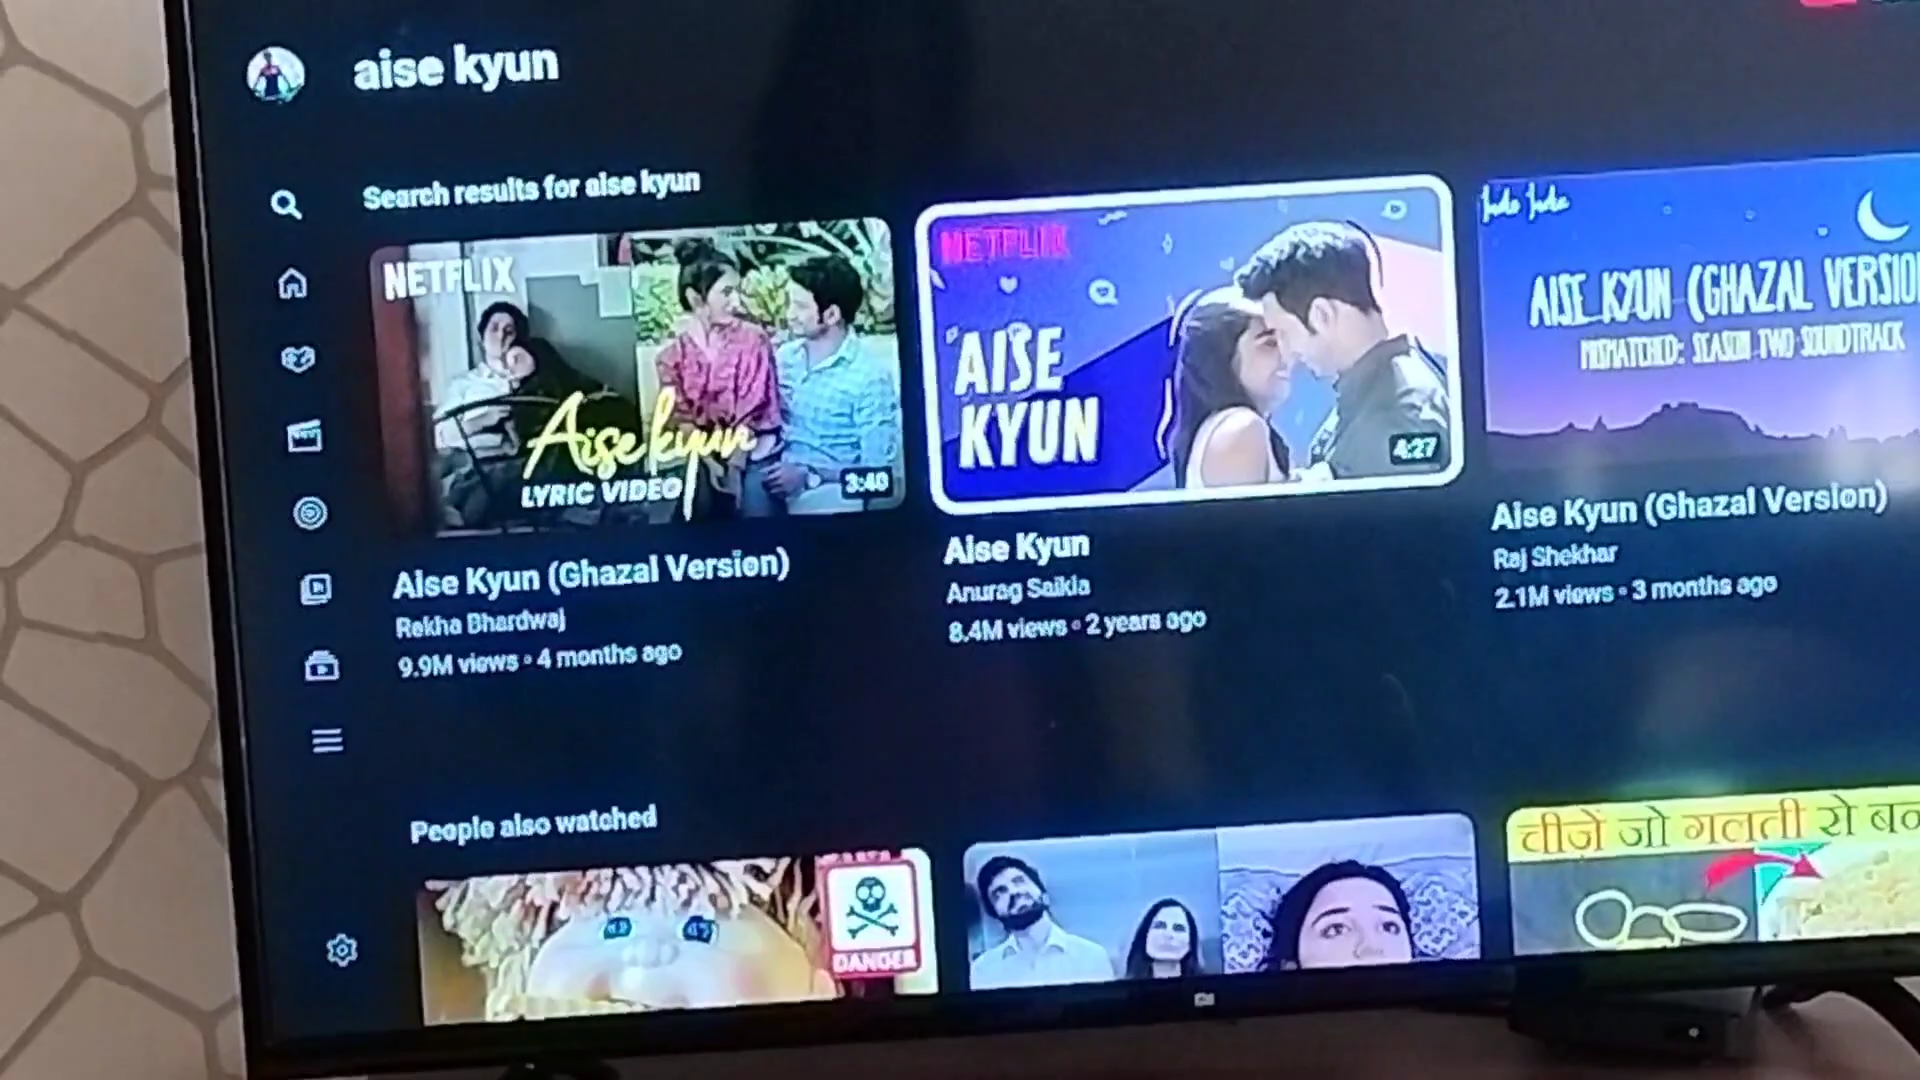 aise kyun
Search results for aise kyun
NETFLIX
Aise kyun
LYRIC VIDEO
3:40
Aise Kyun (Ghazal Version)
Rekha Bhardwaj
9.9M views • 4 months ago
NETFLIX
AISE
KYUN
4:27
Aise Kyun
Anurag Saikia
8.4M views • 2 years ago
AISE KYUN (GHAZAL VERSIO
MISMATCHED: SEASON TWO SOUNDTRACK
Aise Kyun (Ghazal Version)
Raj Shekhar
2.1M views • 3 months ago
People also watched
DANGER
चीजें जो गलती से बन
mi